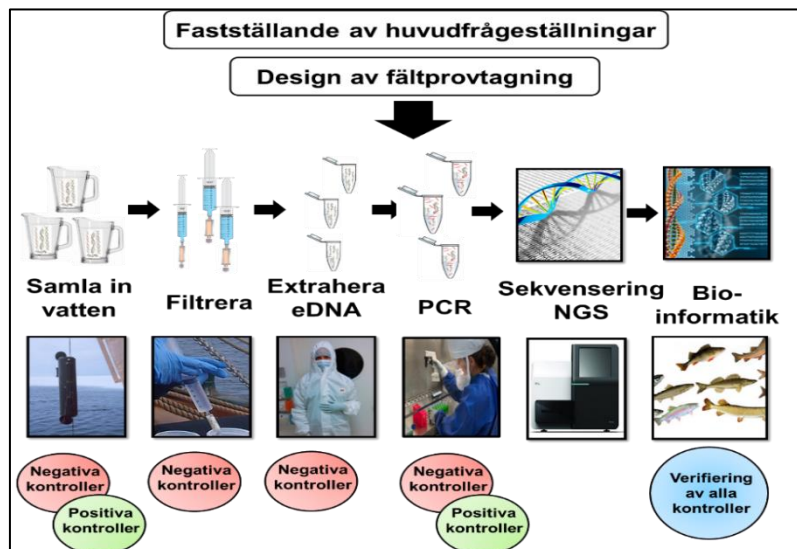 Fastställande av huvudfrågeställningar
Design av fältprovtagning
Samla in
vatten
Filtrera
Extrahera
eDNA
PCR
Sekvensering
NGS
Bio-
informatik
Negativa
kontroller
Positiva
kontroller
Negativa
kontroller
Negativa
kontroller
Negativa
kontroller
Positiva
kontroller
Verifiering
av alla
kontroller